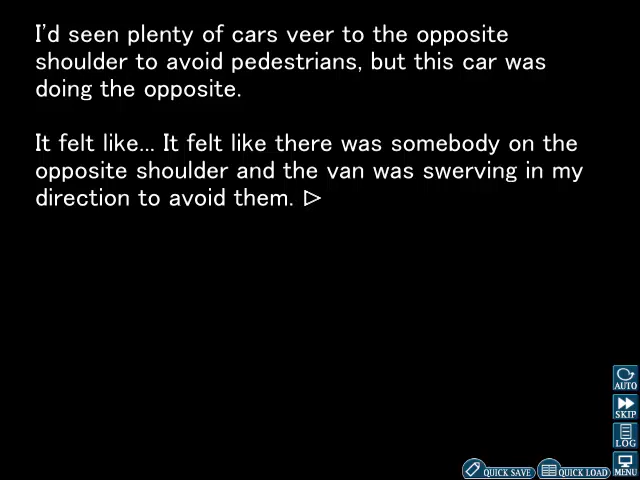 I'd seen plenty of cars veer to the opposite
shoulder to avoid pedestrians, but this car was
doing the opposite.
It felt like... It felt like there was somebody on the
opposite shoulder and the van was swerving in my
direction to avoid them.
AUTO
SKIP
LOG
MENU
QUICK SAVE
QUICK LOAD